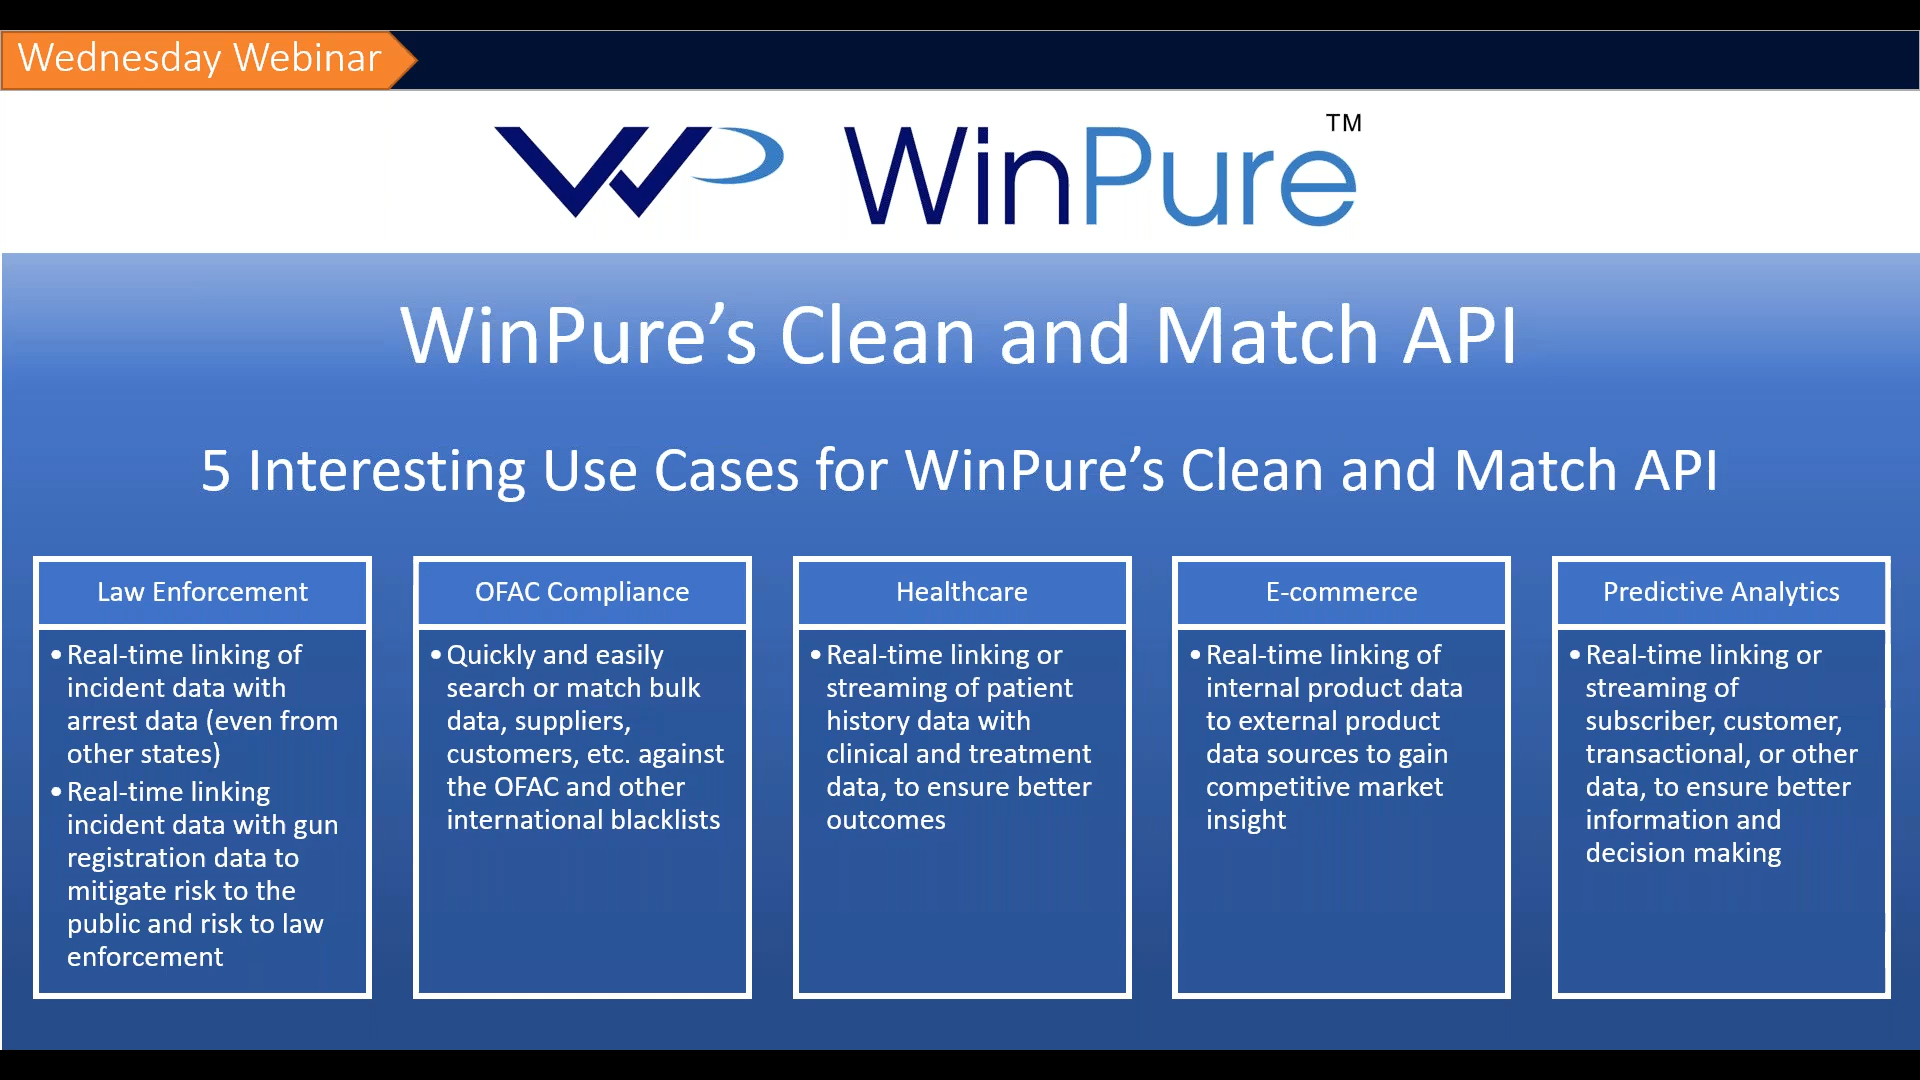 Wednesday Webinar
WP WinPure™
WinPure’s Clean and Match API
5 Interesting Use Cases for WinPure’s Clean and Match API
Law Enforcement
•Real-time linking of
incident data with
arrest data (even from
other states)
•Real-time linking
incident data with gun
registration data to
mitigate risk to the
public and risk to law
enforcement
OFAC Compliance
•Quickly and easily
search or match bulk
data, suppliers,
customers, etc. against
the OFAC and other
international blacklists
Healthcare
•Real-time linking or
streaming of patient
history data with
clinical and treatment
data, to ensure better
outcomes
E-commerce
•Real-time linking of
internal product data
to external product
data sources to gain
competitive market
insight
Predictive Analytics
•Real-time linking or
streaming of
subscriber, customer,
transactional, or other
data, to ensure better
information and
decision making